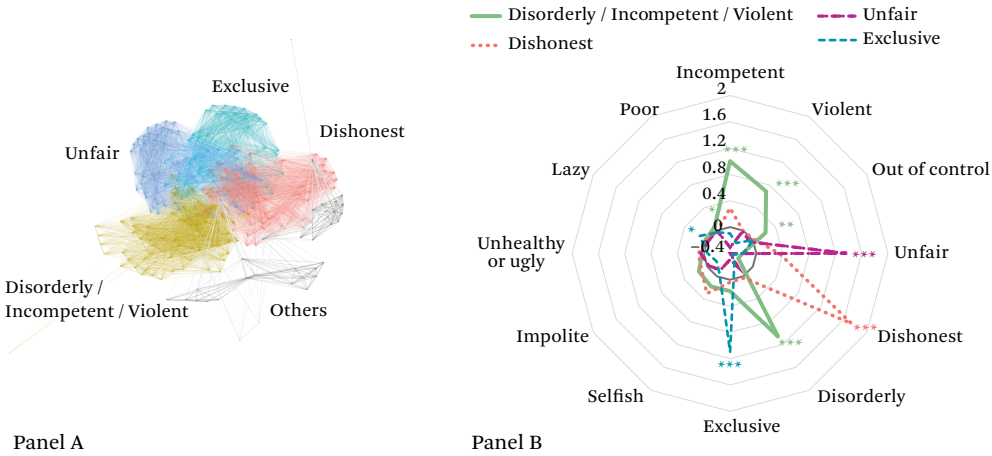 Exclusive
Dishonest
Unfair
Disorderly /
Incompetent / Violent
Others
Panel A
Disorderly / Incompetent / Violent
Unfair
Dishonest
Exclusive
Incompetent
2
Poor
Violent
1.6
1.2
Lazy
0.8
Out of control
0.4
0
Unhealthy
or ugly
−0.4
Unfair
Impolite
Dishonest
Selfish
Disorderly
Exclusive
Panel B
***
***
**
*
*
***
***
***
***